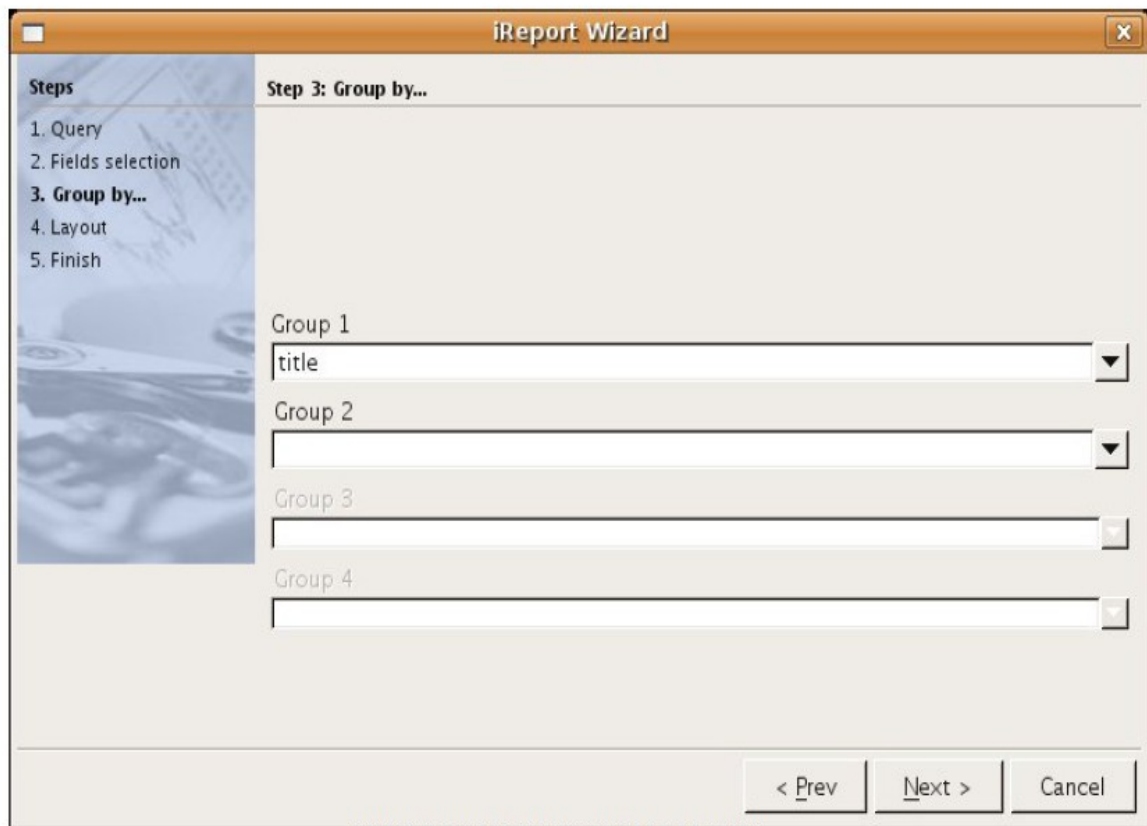 iReport Wizard
Steps
1. Query
2. Fields selection
3. Group by...
4. Layout
5. Finish
Step 3: Group by...
Group 1
title
Group 2
Group 3
Group 4
< Prev
Next >
Cancel